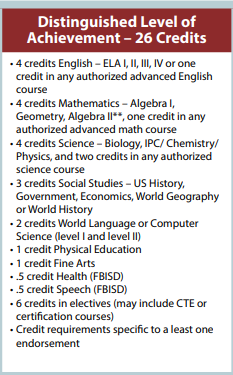 Distinguished Level of
Achievement – 26 Credits
• 4 credits English – ELA I, II, III, IV or one
credit in any authorized advanced English
course
• 4 credits Mathematics – Algebra I,
Geometry, Algebra II**, one credit in any
authorized advanced math course
• 4 credits Science – Biology, IPC/ Chemistry/
Physics, and two credits in any authorized
science course
• 3 credits Social Studies – US History,
Government, Economics, World Geography
or World History
• 2 credits World Language or Computer
Science (level I and level II)
• 1 credit Physical Education
• 1 credit Fine Arts
• .5 credit Health (FBISD)
• .5 credit Speech (FBISD)
• 6 credits in electives (may include CTE or
certification courses)
• Credit requirements specific to a least one
endorsement